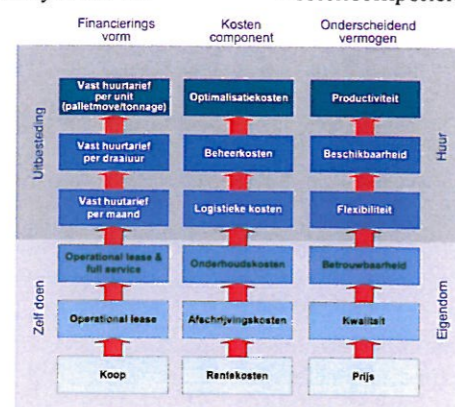 Financierings
vorm
Kosten
component
Onderscheidend
vermogen
Uitbesteding
Vast huurtarief
per unit
(palletmove/tonnage)
Optimalisatiekosten
Productiviteit
Huur
Vast huutarief
per draaiuur
Beheerkosten
Beschikbaarheid
Vast huutarief
per maand
Logistieke kosten
Flexibiliteit
Zelf doen
Operational lease &
full service
Onderhoudskosten
Betrouwbaarheid
Eigendom
Operational lease
Afschrijvingskosten
Kwaliteit
Koop
Rentekosten
Prijs